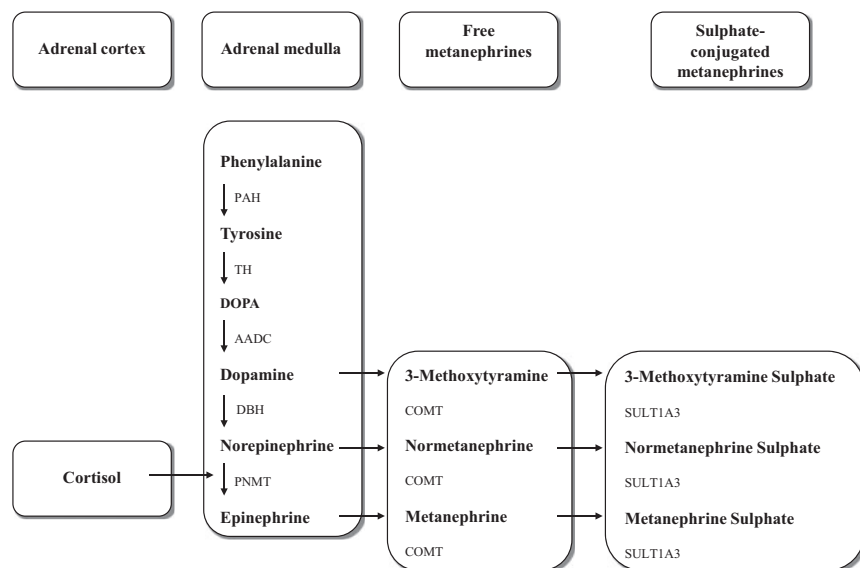 Adrenal cortex
Adrenal medulla
Free
metanephrines
Sulphate-
conjugated
metanephrines
Phenylalanine
PAH
Tyrosine
TH
DOPA
AADC
Dopamine
3-Methoxytyramine
3-Methoxytyramine Sulphate
DBH
COMT
SULT1A3
Norepinephrine
Normetanephrine
Normetanephrine Sulphate
Cortisol
PNMT
COMT
SULT1A3
Epinephrine
Metanephrine
Metanephrine Sulphate
COMT
SULT1A3